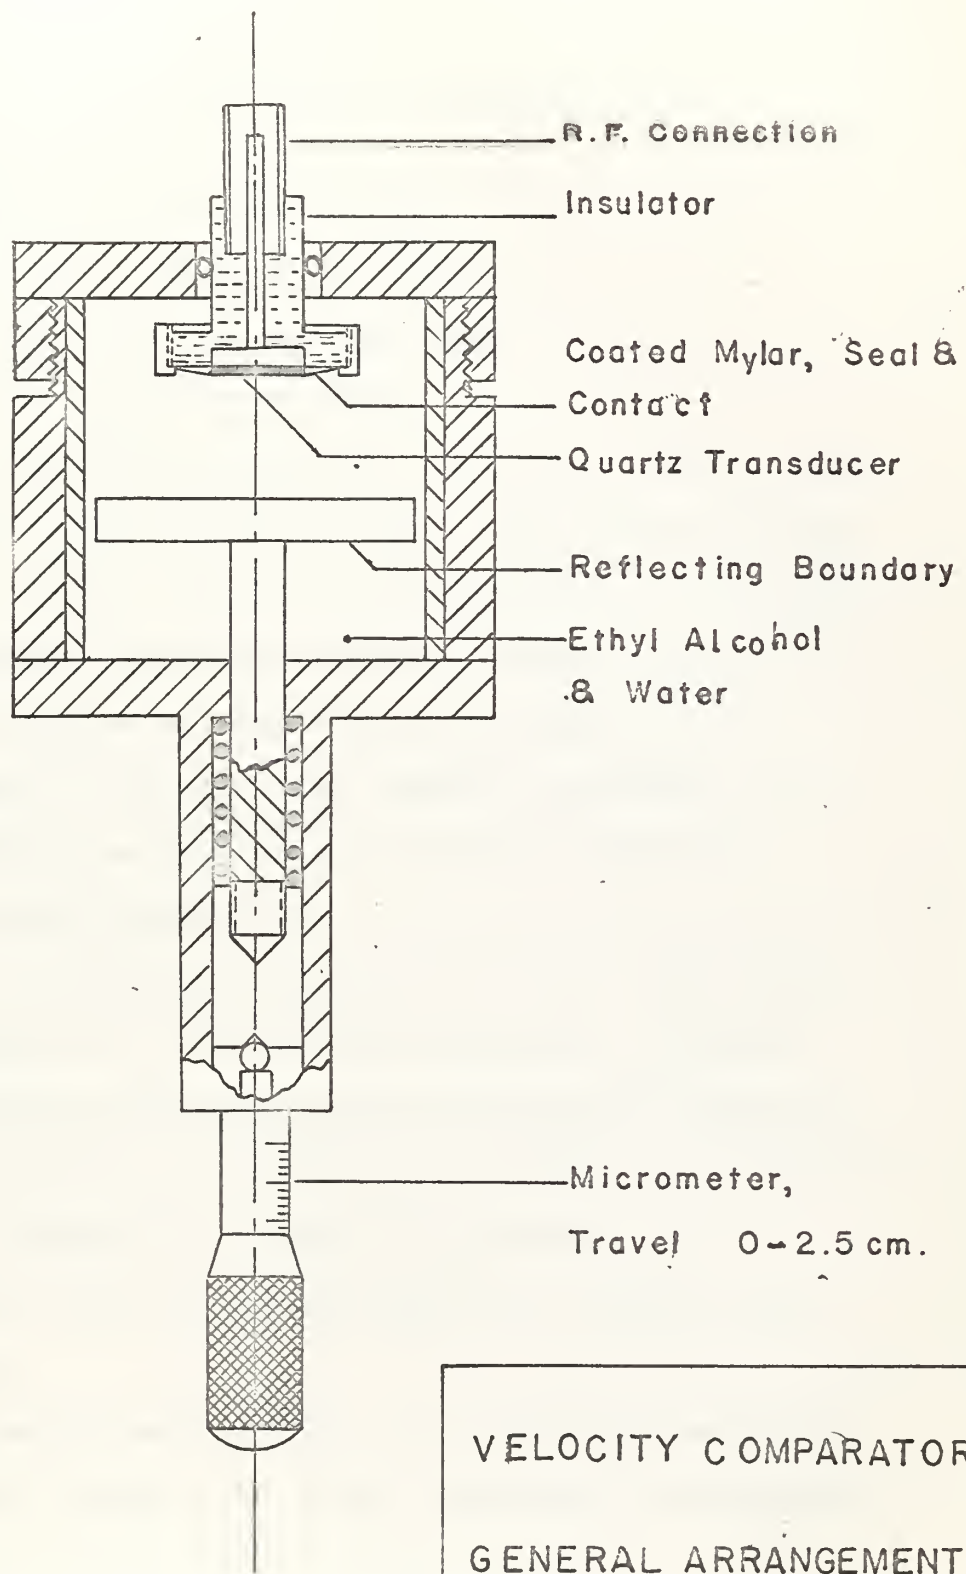 R.F. Connection
Insulator
Coated Mylar, Seal &
Contact
Quartz Transducer
Reflecting Boundary
Ethyl Alcohol
& Water
Micrometer,
Travel 0-2.5 cm.
VELOCITY COMPARATOR
GENERAL ARRANGEMENT